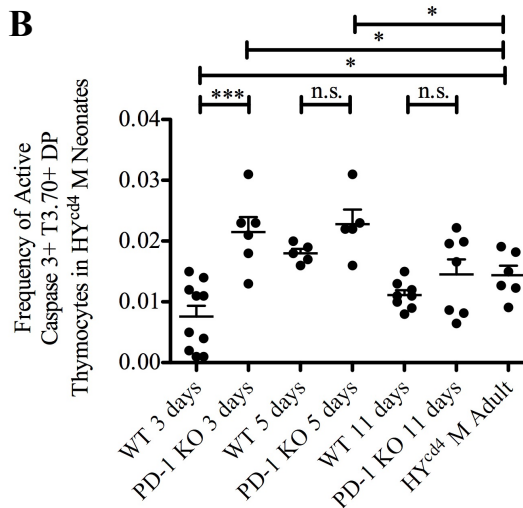 B
*
*
*
***
n.s.
n.s.
Frequency of Active
Caspase 3+ T3.70+ DP
Thymocytes in HYcd4 M Neonates
0.04
0.03
0.02
0.01
0.00
WT 3 days
PD-1 KO 3 days
WT 5 days
PD-1 KO 5 days
WT 11 days
PD-1 KO 11 days
HYcd4 M Adult